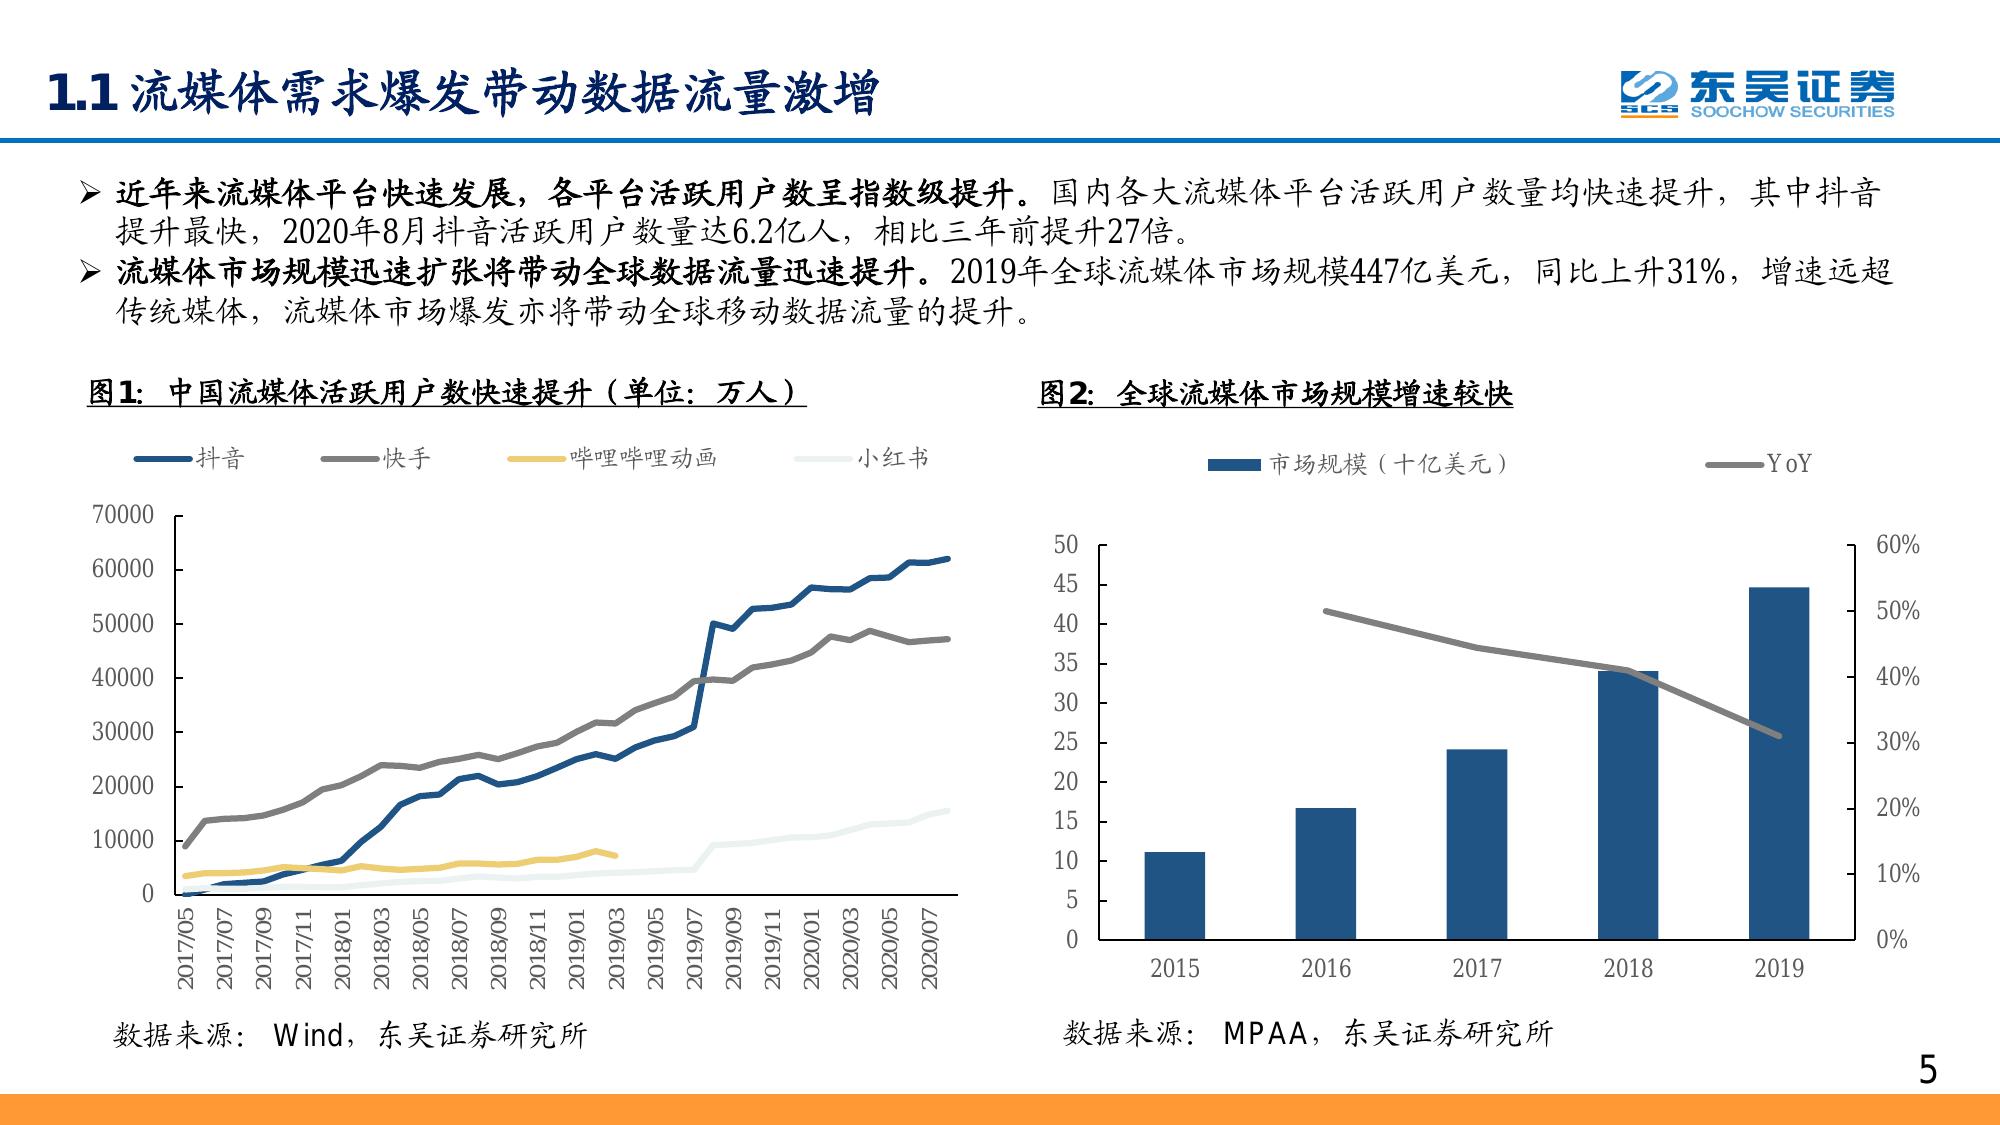 1.1 流媒体需求爆发带动数据流量激增
东吴证券
SCS
SOOCHOW SECURITIES
➢ 近年来流媒体平台快速发展，各平台活跃用户数呈指数级提升。国内各大流媒体平台活跃用户数量均快速提升，其中抖音
提升最快，2020年8月抖音活跃用户数量达6.2亿人，相比三年前提升27倍。
➢ 流媒体市场规模迅速扩张将带动全球数据流量迅速提升。2019年全球流媒体市场规模447亿美元，同比上升31%，增速远超
传统媒体，流媒体市场爆发亦将带动全球移动数据流量的提升。
图1：中国流媒体活跃用户数快速提升（单位：万人）
抖音 快手 哔哩哔哩动画 小红书
70000
60000
50000
40000
30000
20000
10000
0
2017/05 2017/07 2017/09 2017/11 2018/01 2018/03 2018/05 2018/07 2018/09 2018/11 2019/01 2019/03 2019/05 2019/07 2019/09 2019/11 2020/01 2020/03 2020/05 2020/07
数据来源： Wind，东吴证券研究所
图2：全球流媒体市场规模增速较快
市场规模（十亿美元） YoY
50
45
40
35
30
25
20
15
10
5
0
60%
50%
40%
30%
20%
10%
0%
2015 2016 2017 2018 2019
数据来源： MPAA，东吴证券研究所
5